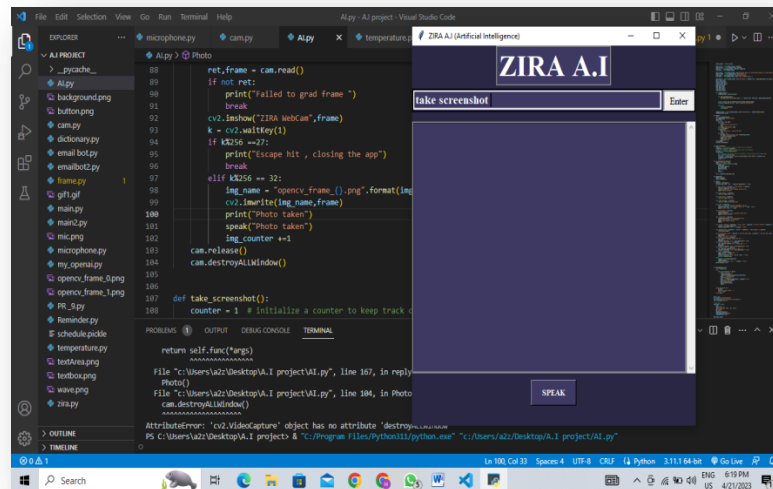 File Edit Selection View Go Run Terminal Help
AI.py - A.I project - Visual Studio Code
EXPLORER
microphone.py
cam.py
AI.py
temperature.p
AI.py > Photo
A.I PROJECT
__pycache__
AI.py
background.png
button.png
cam.py
dictionary.py
email bot.py
emailbot2.py
frame.py 1
gif1.gif
main.py
main2.py
mic.png
microphone.py
my_openai.py
opencv_frame_0.png
opencv_frame_1.png
PR_9.py
Reminder.py
schedule.pickle
temperature.py
textArea.png
textbox.png
wave.png
zira.py
OUTLINE
TIMELINE
88 ret,frame = cam.read()
89 if not ret:
90 print("Failed to grad frame ")
91 break
92 cv2.imshow("ZIRA WebCam",frame)
93 k = cv2.waitKey(1)
94 if k%256 ==27:
95 print("Escape hit , closing the app")
96 break
97 elif k%256 == 32:
98 img_name = "opencv_frame_{}.png".format(img
99 cv2.imwrite(img_name,frame)
100 print("Photo taken")
101 speak("Photo taken")
102 img_counter +=1
103 cam.release()
104 cam.destroyALLWindow()
105
106
107 def take_screenshot():
108 counter = 1 # initialize a counter to keep track
PROBLEMS 1 OUTPUT DEBUG CONSOLE TERMINAL
return self.func(*args)
^^^^^^^^^^^^^^^^
File "c:\Users\a2z\Desktop\A.I project\AI.py", line 167, in reply
Photo()
File "c:\Users\a2z\Desktop\A.I project\AI.py", line 104, in Photo
cam.destroyALLWindow()
^^^^^^^^^^^^^^^^^^^^
AttributeError: 'cv2.VideoCapture' object has no attribute
PS C:\Users\a2z\Desktop\A.I project> & "C:/Program Files/Python311/python.exe" "c:/Users/a2z/Desktop/A.I project/AI.py"
ZIRA A.I (Artificial Intelligence)
ZIRA A.I
take screenshot
Enter
SPEAK
0 1
Ln 100, Col 33 Spaces: 4 UTF-8 CRLF Python 3.11.1 64-bit Go Live
Search
ENG
US
6:19 PM
4/21/2023